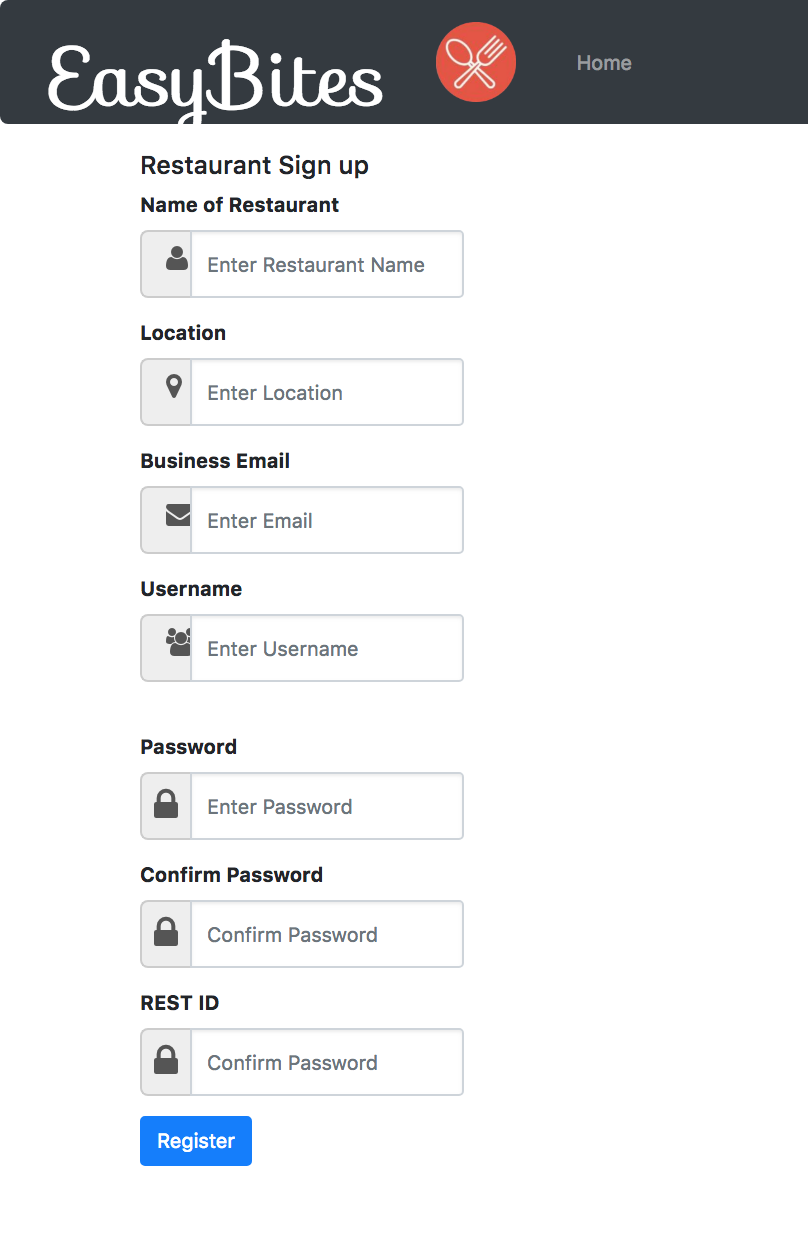 EasyBites
Home
Restaurant Sign up
Name of Restaurant
Enter Restaurant Name
Location
Enter Location
Business Email
Enter Email
Username
Enter Username
Password
Enter Password
Confirm Password
Confirm Password
REST ID
Confirm Password
Register